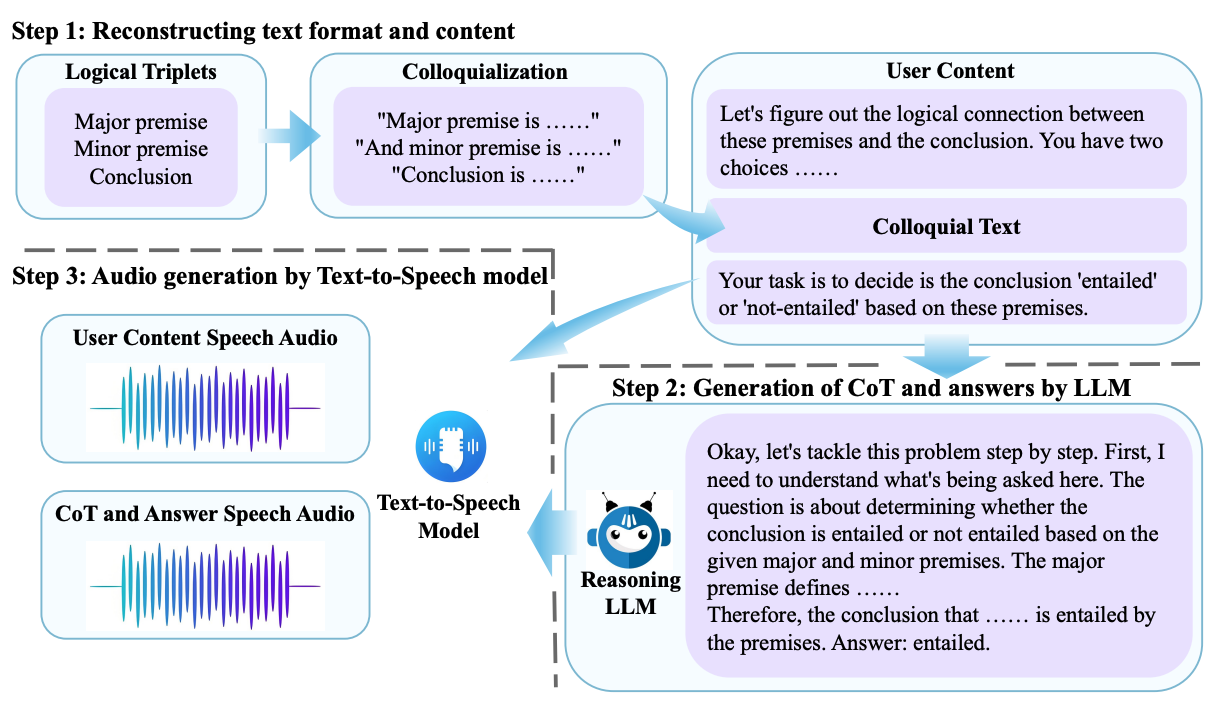 Step 1: Reconstructing text format and content
Logical Triplets
Major premise
Minor premise
Conclusion
Colloquialization
"Major premise is ......"
"And minor premise is ......"
"Conclusion is ......"
User Content
Let's figure out the logical connection between
these premises and the conclusion. You have two
choices ......
Colloquial Text
Your task is to decide is the conclusion 'entailed'
or 'not-entailed' based on these premises.
Step 2: Generation of CoT and answers by LLM
Reasoning
LLM
Okay, let's tackle this problem step by step. First, I
need to understand what's being asked here. The
question is about determining whether the
conclusion is entailed or not entailed based on the
given major and minor premises. The major
premise defines ......
Therefore, the conclusion that ...... is entailed by
the premises. Answer: entailed.
Step 3: Audio generation by Text-to-Speech model
User Content Speech Audio
Text-to-Speech
Model
CoT and Answer Speech Audio